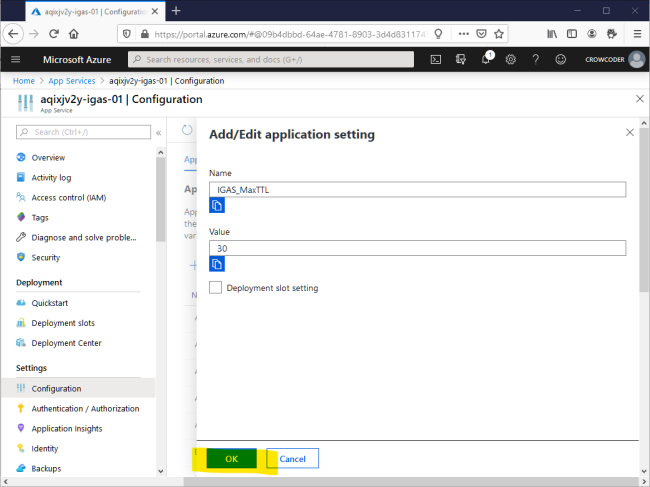 aqixjv2y-igas-01 | Configuration
https://portal.azure.com/#@09b4dbbd-64ae-4781-8903-3d4d831174
Microsoft Azure
Search resources, services, and docs (G+/)
1
CROWCODER
Home > App Services > aqixjv2y-igas-01 | Configuration
aqixjv2y-igas-01 | Configuration
App Service
Search (Ctrl+/)
Overview
Activity log
Access control (IAM)
Tags
Diagnose and solve proble...
Security
Deployment
Quickstart
Deployment slots
Deployment Center
Settings
Configuration
Authentication / Authorization
Application Insights
Identity
Backups
Add/Edit application setting
Name
IGAS_MaxTTL
Value
30
Deployment slot setting
OK
Cancel